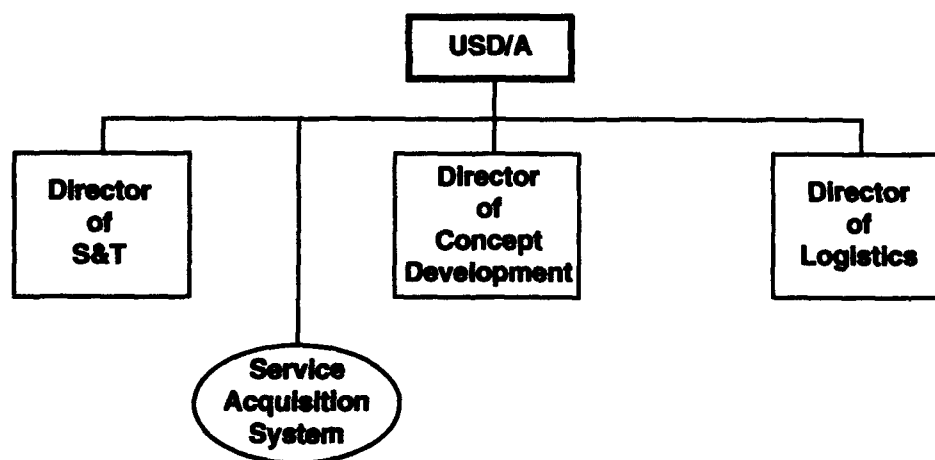 USD/A
Director
of
S&T
Director
of
Concept
Development
Director
of
Logistics
Service
Acquisition
System